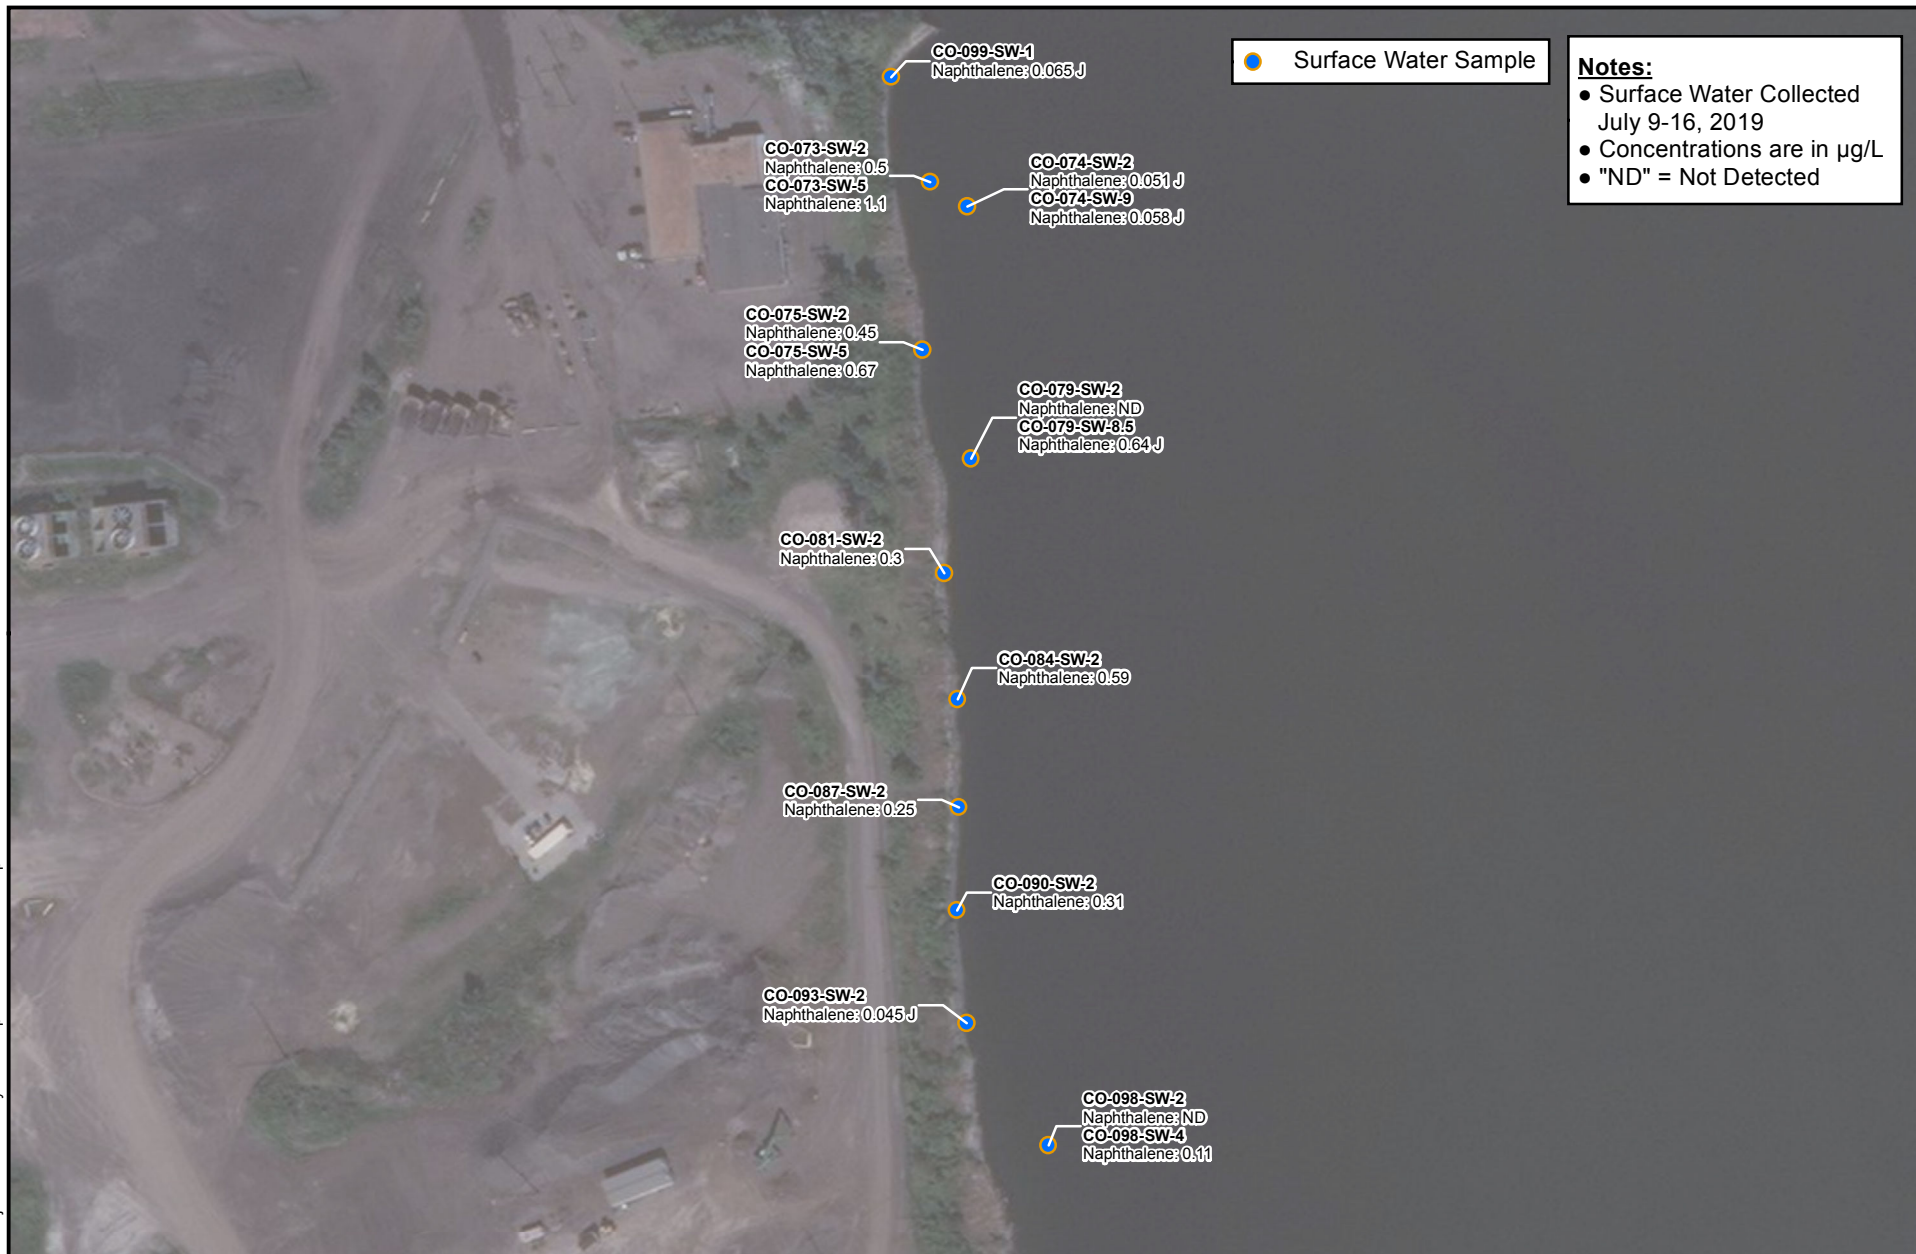 CO-099-SW-1
Naphthalene: 0.065 J
Surface Water Sample
Notes:
● Surface Water Collected
July 9-16, 2019
● Concentrations are in µg/L
● "ND" = Not Detected
CO-073-SW-2
Naphthalene: 0.5
CO-073-SW-5
Naphthalene: 1.1
CO-074-SW-2
Naphthalene: 0.051 J
CO-074-SW-9
Naphthalene: 0.058 J
CO-075-SW-2
Naphthalene: 0.45
CO-075-SW-5
Naphthalene: 0.67
CO-079-SW-2
Naphthalene: ND
CO-079-SW-8.5
Naphthalene: 0.64 J
CO-081-SW-2
Naphthalene: 0.3
CO-084-SW-2
Naphthalene: 0.59
CO-087-SW-2
Naphthalene: 0.25
CO-090-SW-2
Naphthalene: 0.31
CO-093-SW-2
Naphthalene: 0.045 J
CO-098-SW-2
Naphthalene: ND
CO-098-SW-4
Naphthalene: 0.11